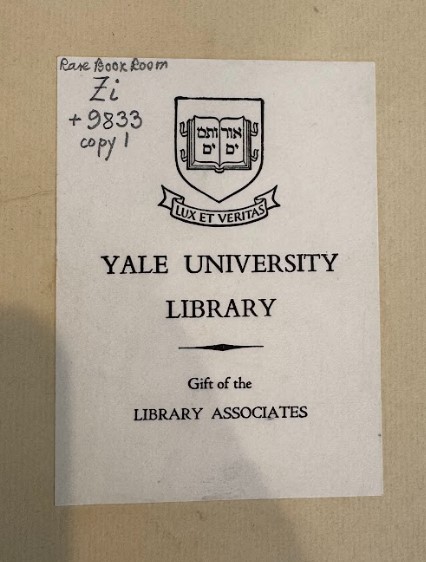 Rare Book Room
Zi
+9833
copy 1
אורים ותמים
LUX ET VERITAS
YALE UNIVERSITY
LIBRARY
Gift of the
LIBRARY ASSOCIATES